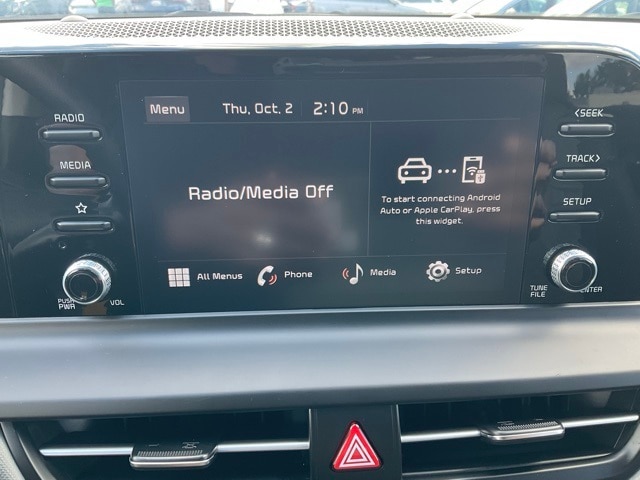 Menu Thu, Oct. 2 2:10 PM
RADIO
MEDIA
PUSH PWR
VOL
Radio/Media Off
To start connecting Android
Auto or Apple CarPlay, press
this widget.
All Menus Phone Media Setup
<SEEK
TRACK>
SETUP
TUNE
FILE
ENTER